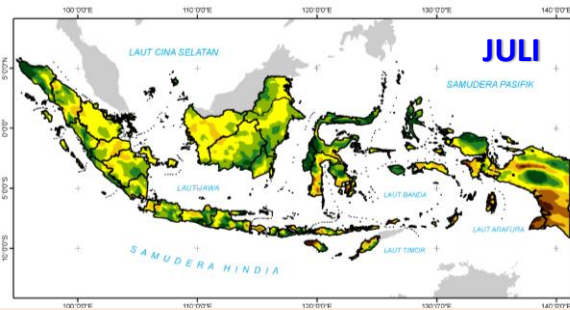 100°0'0"E 110°0'0"E 120°0'0"E 130°0'0"E 140°0'0"E
JULI
LAUT CINA SELATAN
SAMUDERA PASIFIK
5°0'0"N
0°0'0"
5°0'0"S
10°0'0"S
LAUT JAWA
LAUT BANDA
LAUT ARAFURA
LAUT TIMOR
SAMUDERA HINDIA
100°0'0"E 110°0'0"E 120°0'0"E 130°0'0"E 140°0'0"E